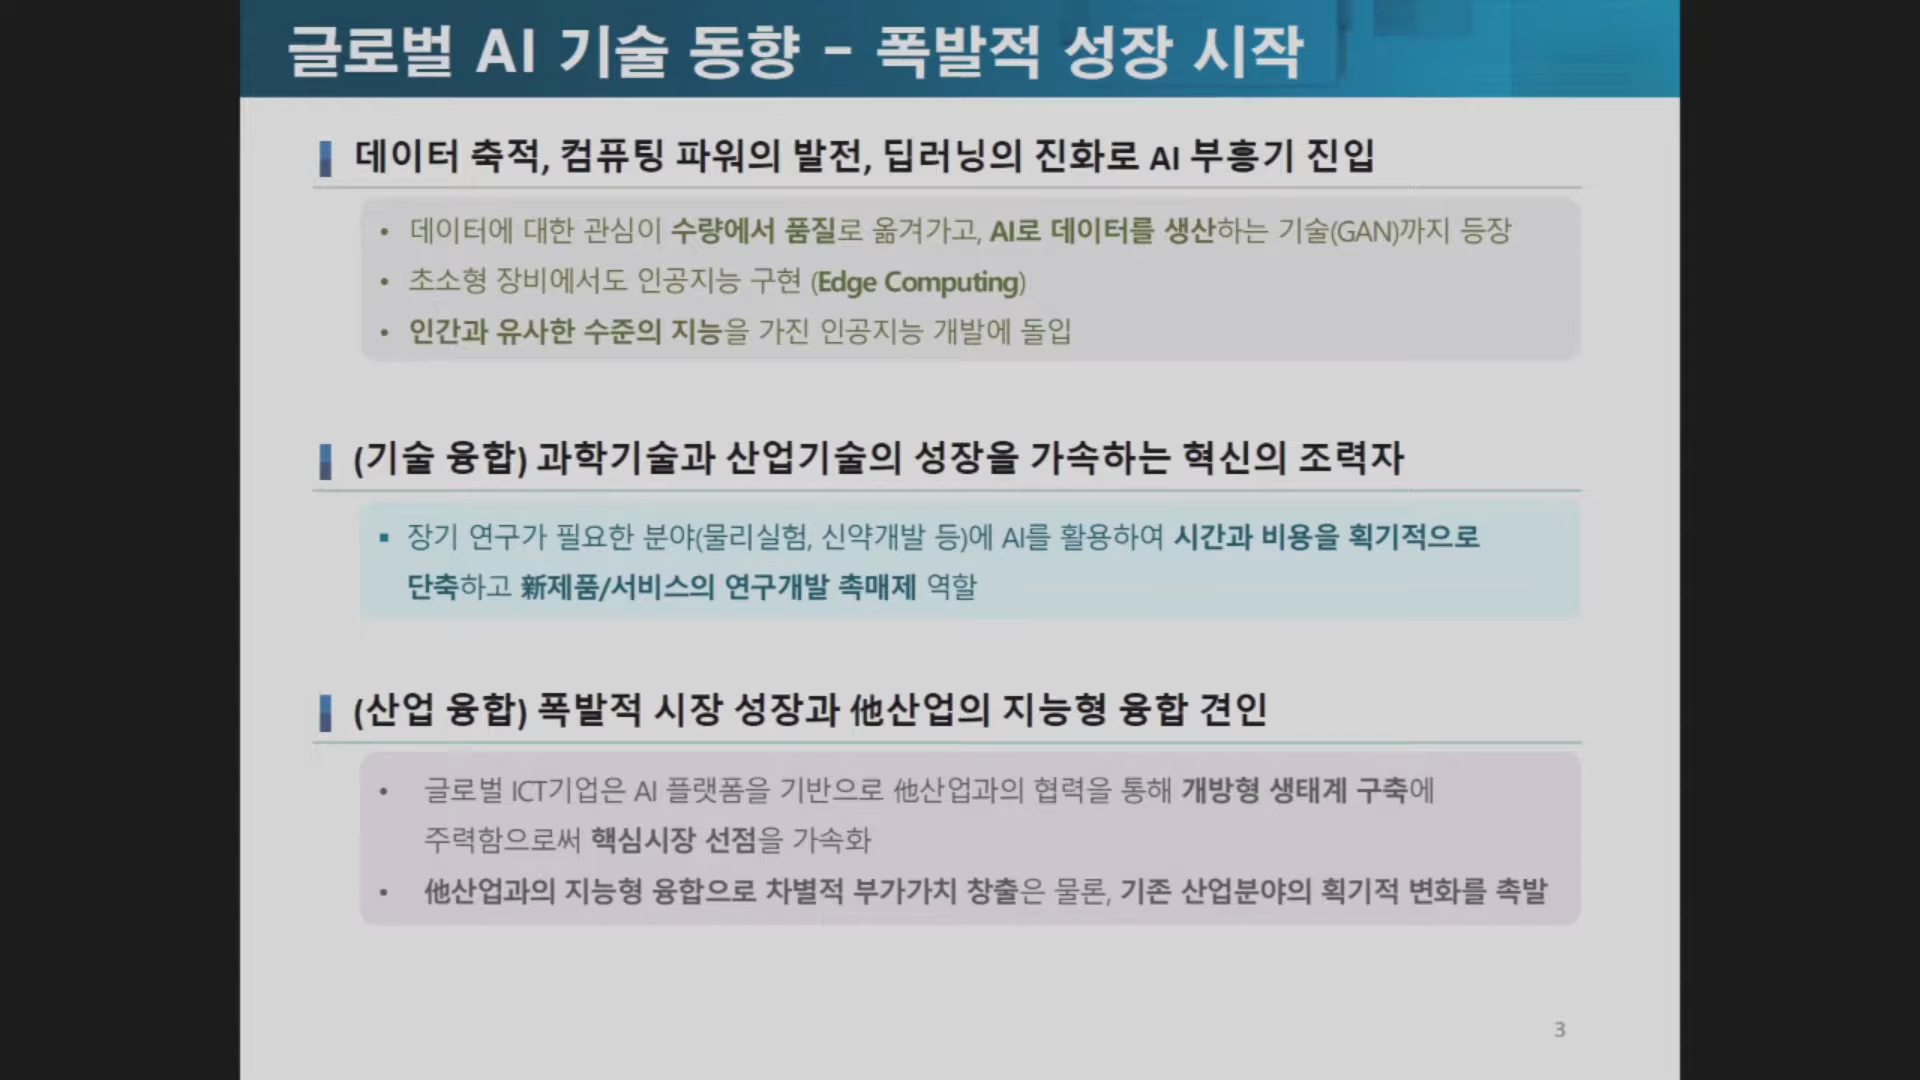 글로벌 AI 기술 동향 - 폭발적 성장 시작
데이터 축적, 컴퓨팅 파워의 발전, 딥러닝의 진화로 AI 부흥기 진입
• 데이터에 대한 관심이 수량에서 품질로 옮겨가고, AI로 데이터를 생산하는 기술(GAN)까지 등장
• 초소형 장비에서도 인공지능 구현 (Edge Computing)
• 인간과 유사한 수준의 지능을 가진 인공지능 개발에 돌입
(기술 융합) 과학기술과 산업기술의 성장을 가속하는 혁신의 조력자
▪ 장기 연구가 필요한 분야(물리실험, 신약개발 등)에 AI를 활용하여 시간과 비용을 획기적으로
단축하고 新제품/서비스의 연구개발 촉매제 역할
(산업 융합) 폭발적 시장 성장과 他산업의 지능형 융합 견인
• 글로벌 ICT기업은 AI 플랫폼을 기반으로 他산업과의 협력을 통해 개방형 생태계 구축에
주력함으로써 핵심시장 선점을 가속화
• 他산업과의 지능형 융합으로 차별적 부가가치 창출은 물론, 기존 산업분야의 획기적 변화를 촉발
3